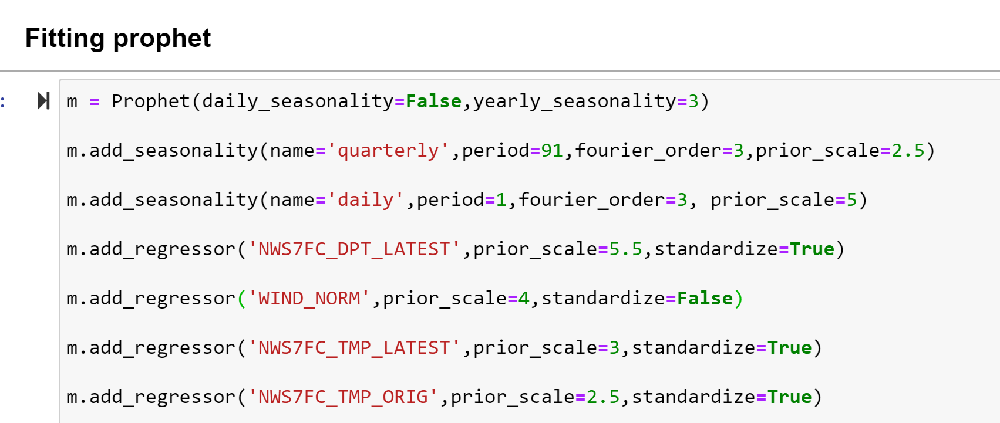 Fitting prophet
:
m = Prophet(daily_seasonality=False,yearly_seasonality=3)
m.add_seasonality(name='quarterly',period=91,fourier_order=3,prior_scale=2.5)
m.add_seasonality(name='daily',period=1,fourier_order=3, prior_scale=5)
m.add_regressor('NWS7FC_DPT_LATEST',prior_scale=5.5,standardize=True)
m.add_regressor('WIND_NORM',prior_scale=4,standardize=False)
m.add_regressor('NWS7FC_TMP_LATEST',prior_scale=3,standardize=True)
m.add_regressor('NWS7FC_TMP_ORIG',prior_scale=2.5,standardize=True)